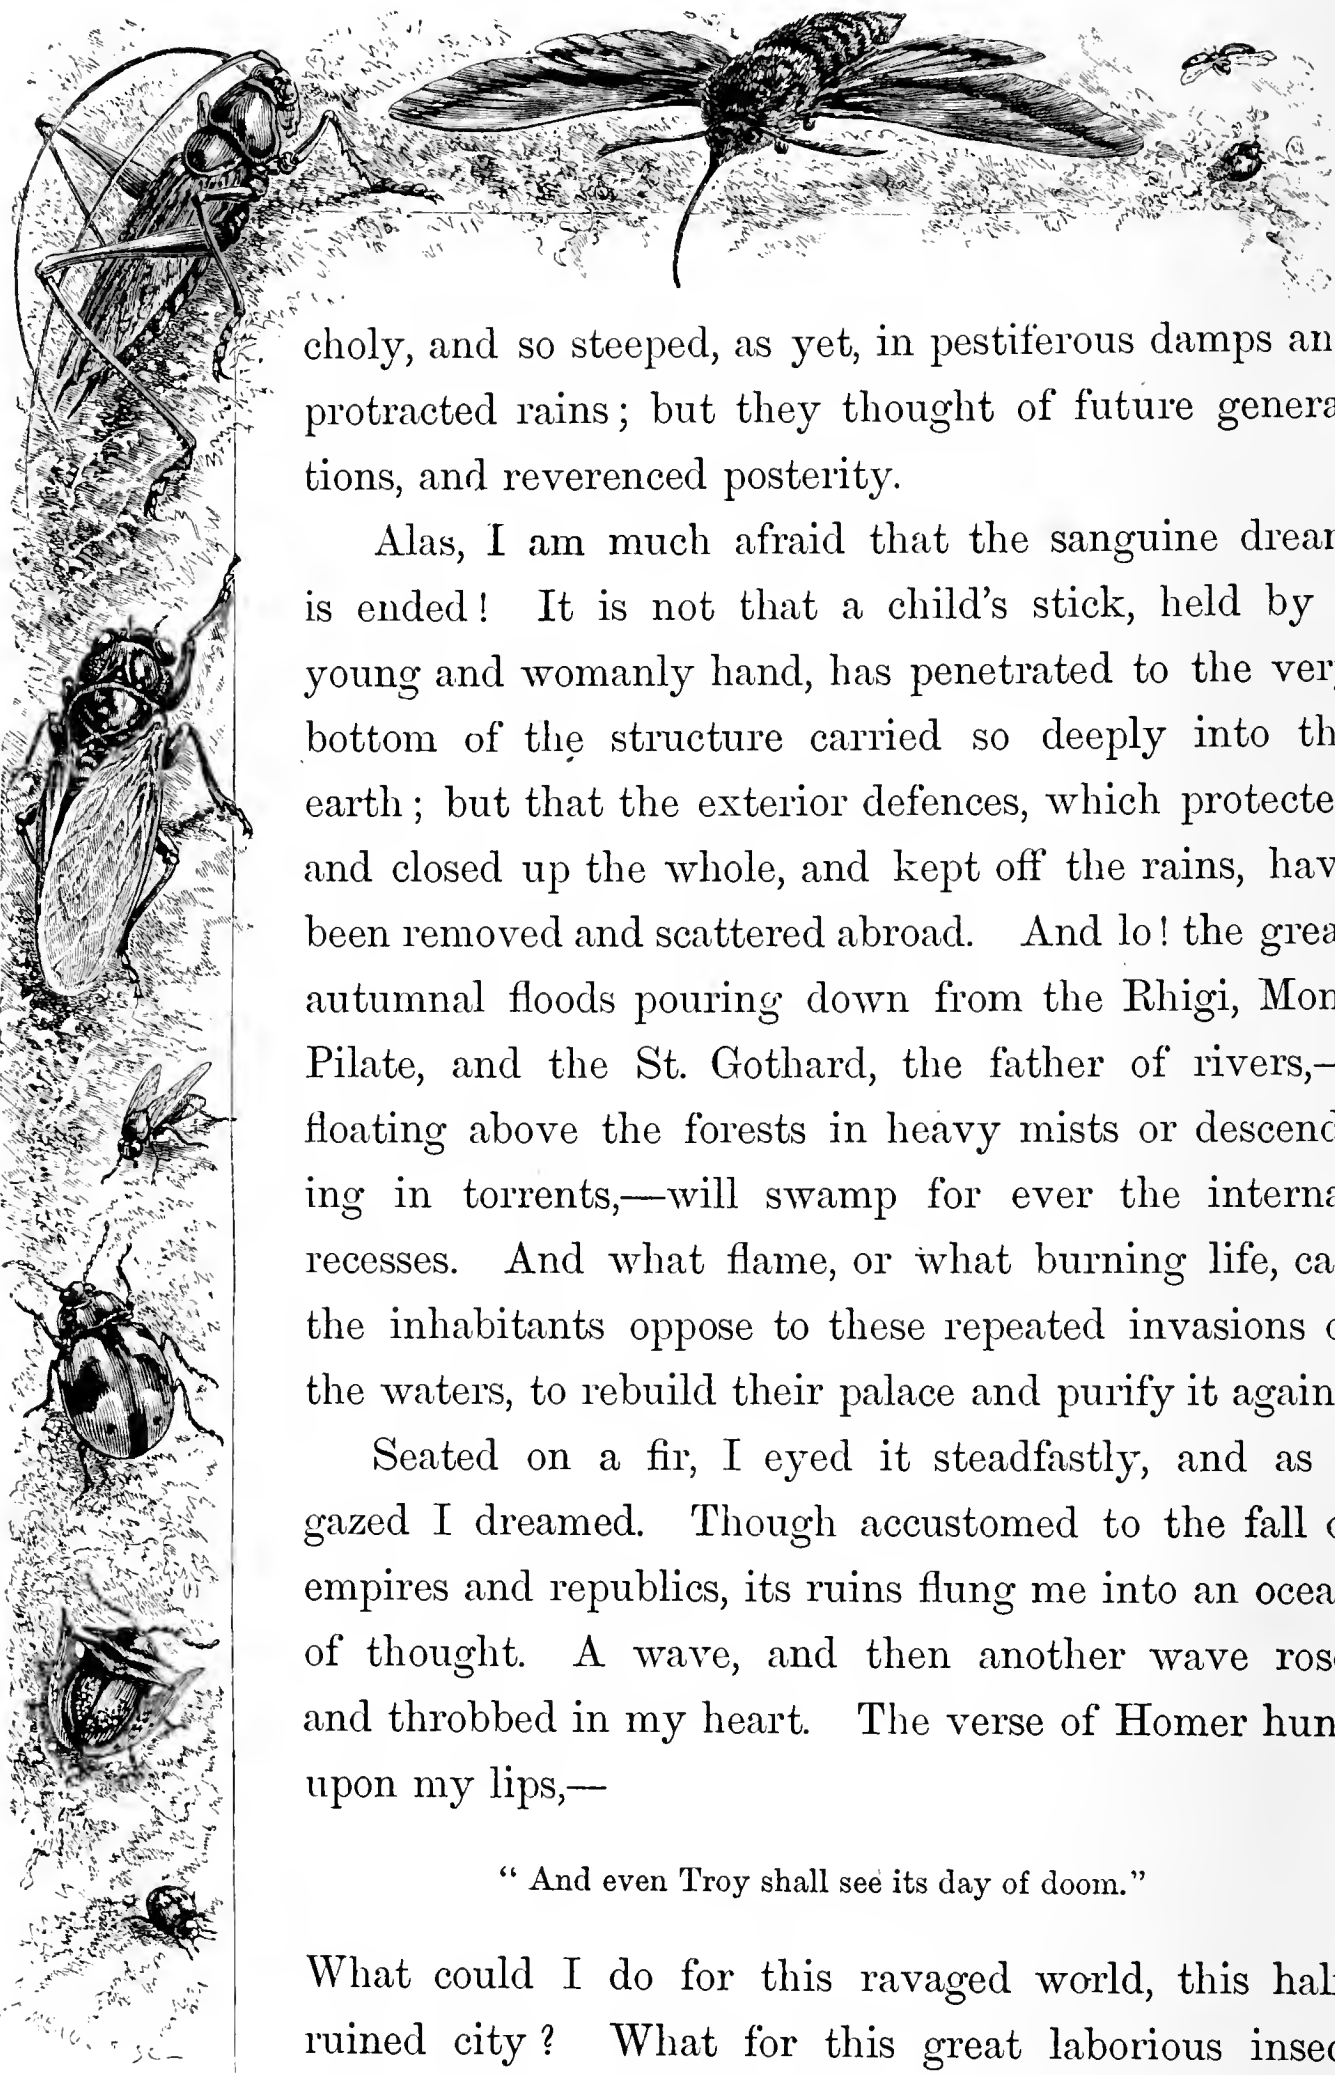 choly, and so steeped, as yet, in pestiferous damps an
protracted rains; but they thought of future genera
tions, and reverenced posterity.
Alas, I am much afraid that the sanguine drea
is ended! It is not that a child's stick, held by
young and womanly hand, has penetrated to the ver
bottom of the structure carried so deeply into th
earth; but that the exterior defences, which protecte
and closed up the whole, and kept off the rains, hav
been removed and scattered abroad. And lo! the grea
autumnal floods pouring down from the Rhigi, Mon
Pilate, and the St. Gothard, the father of rivers,—
floating above the forests in heavy mists or descend
ing in torrents,—will swamp for ever the interna
recesses. And what flame, or what burning life, ca
the inhabitants oppose to these repeated invasions o
the waters, to rebuild their palace and purify it again
Seated on a fir, I eyed it steadfastly, and as
gazed I dreamed. Though accustomed to the fall o
empires and republics, its ruins flung me into an ocea
of thought. A wave, and then another wave ros
and throbbed in my heart. The verse of Homer hun
upon my lips,—
"And even Troy shall see its day of doom."
What could I do for this ravaged world, this hal
ruined city? What for this great laborious insec